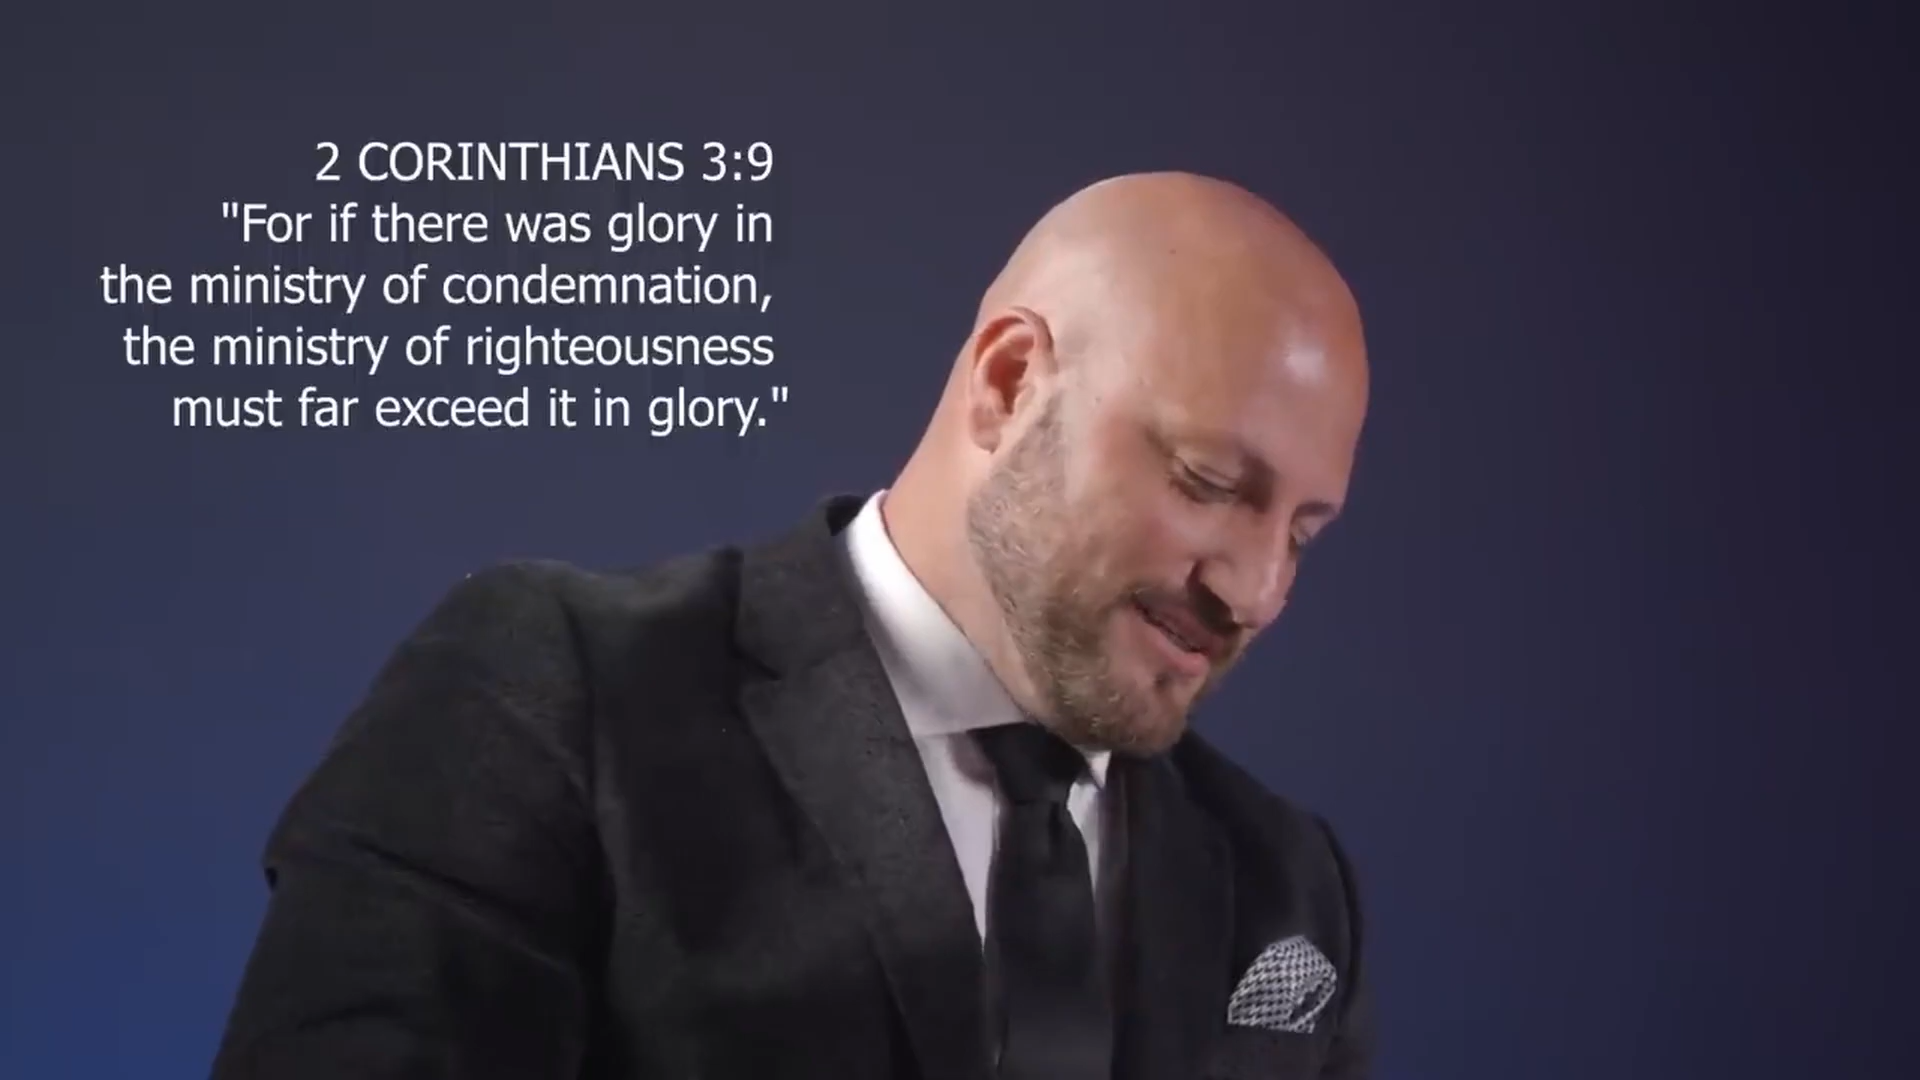 2 CORINTHIANS 3:9
"For if there was glory in
the ministry of condemnation,
the ministry of righteousness
must far exceed it in glory."